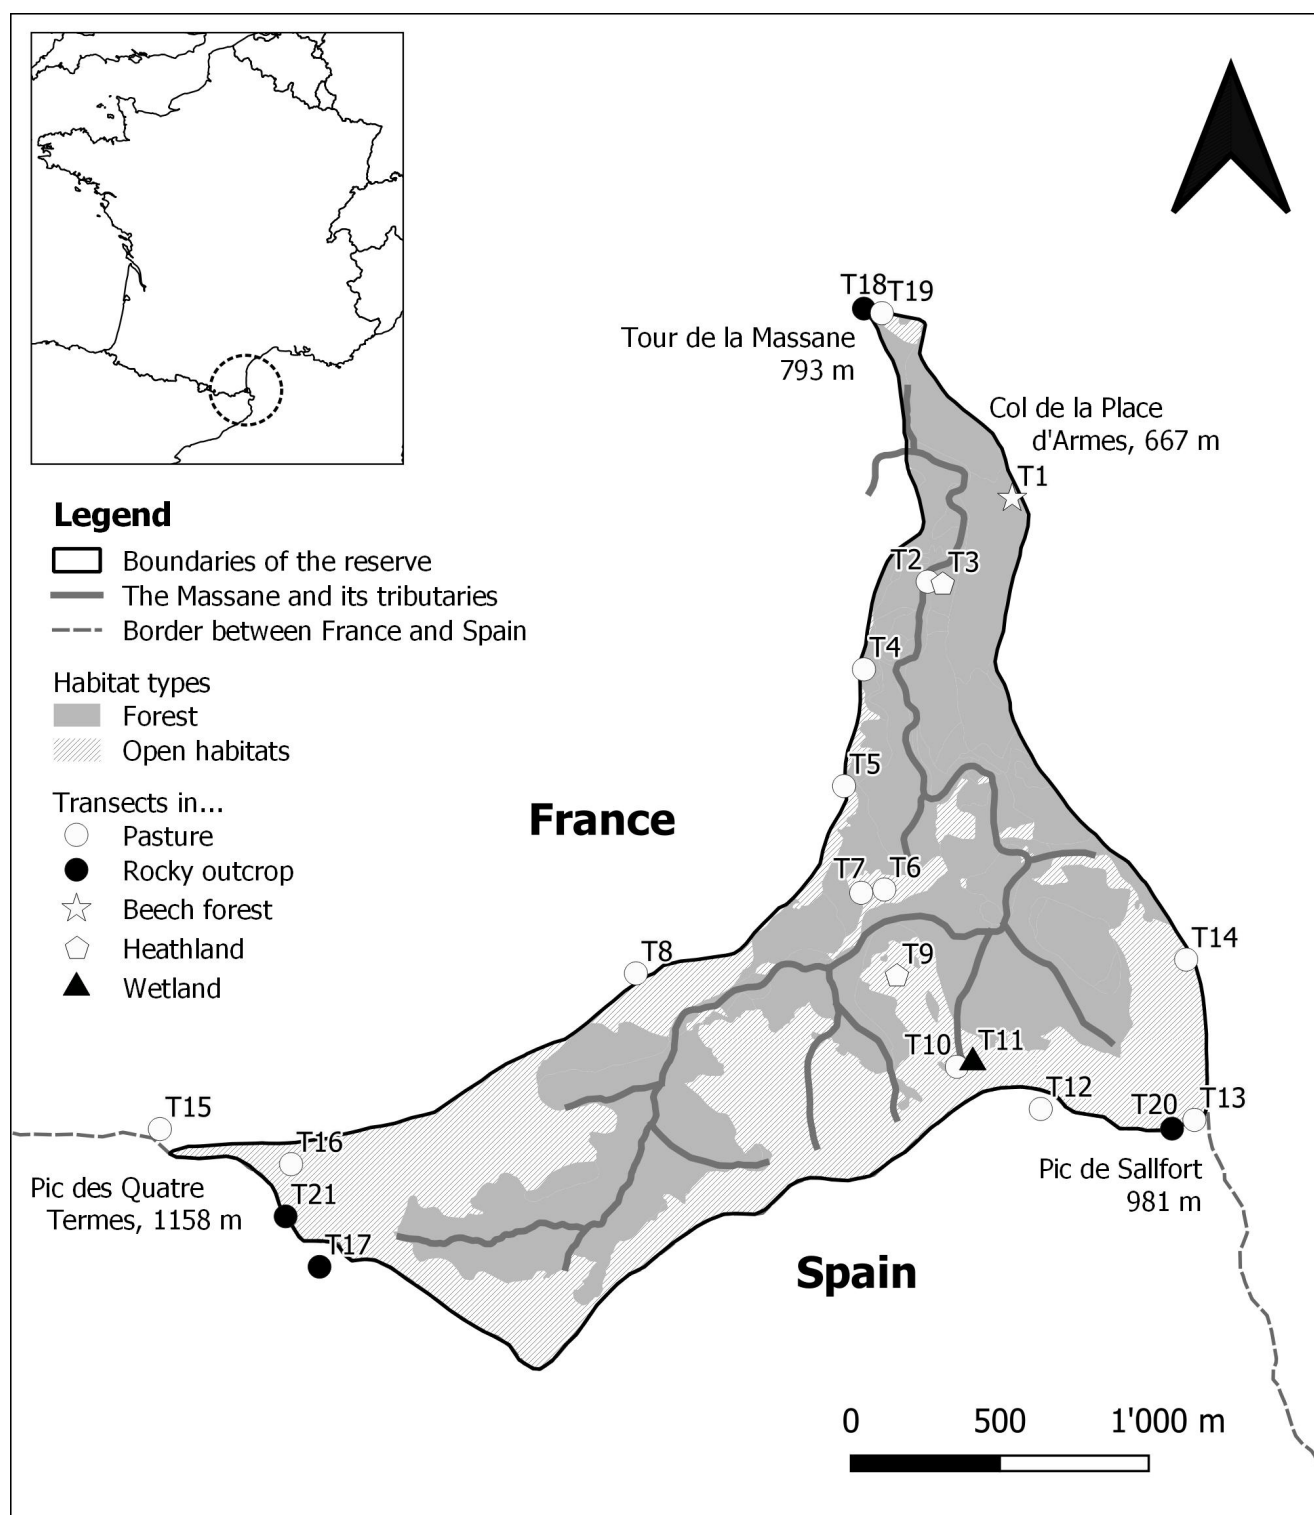 T18
T19
Tour de la Massane
793 m
Col de la Place
d'Armes, 667 m
T1
Legend
Boundaries of the reserve
The Massane and its tributaries
Border between France and Spain
Habitat types
Forest
Open habitats
Transects in...
Pasture
Rocky outcrop
Beech forest
Heathland
Wetland
T2
T3
T4
T5
France
T7
T6
T8
T9
T14
T10
T11
T12
T15
T16
T20
T13
Pic des Quatre
Termes, 1158 m
T21
T17
Pic de Sallfort
981 m
Spain
0 500 1'000 m